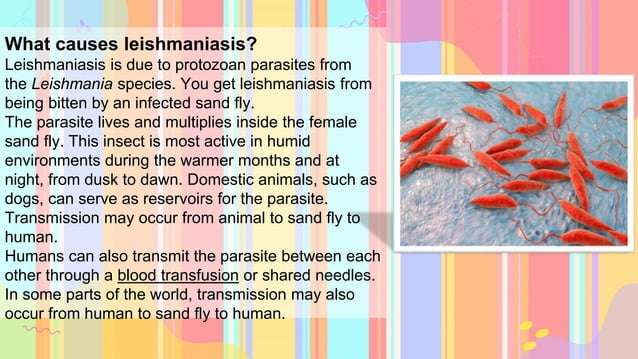 What causes leishmaniasis?
Leishmaniasis is due to protozoan parasites from
the Leishmania species. You get leishmaniasis from
being bitten by an infected sand fly.
The parasite lives and multiplies inside the female
sand fly. This insect is most active in humid
environments during the warmer months and at
night, from dusk to dawn. Domestic animals, such as
dogs, can serve as reservoirs for the parasite.
Transmission may occur from animal to sand fly to
human.
Humans can also transmit the parasite between each
other through a blood transfusion or shared needles.
In some parts of the world, transmission may also
occur from human to sand fly to human.